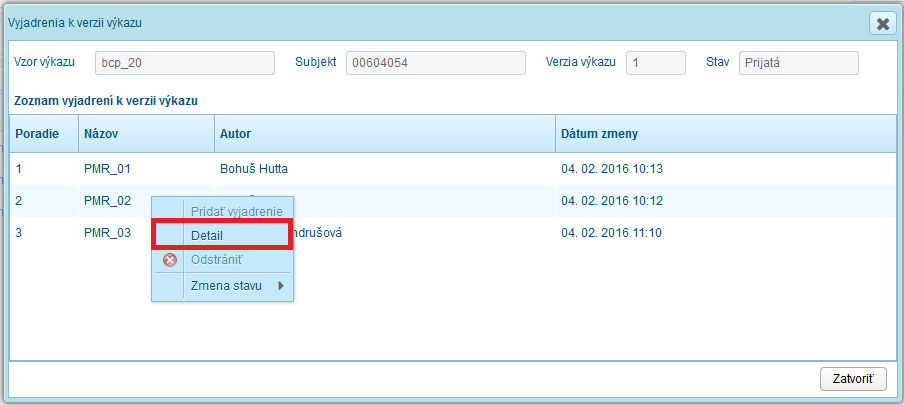 Vyjadrenia k verzii výkazu
Vzor výkazu bcp_20 Subjekt 00604054 Verzia výkazu 1 Stav Prijatá
Zoznam vyjadrení k verzii výkazu
Poradie Názov Autor Dátum zmeny
1 PMR_01 Bohuš Hutta 04. 02. 2016 10:13
2 PMR_02 04. 02. 2016 10:12
Pridať vyjadrenie
3 PMR_03 ndrušová 04. 02. 2016 11:10
Detail
Odstrániť
Zmena stavu
Zatvoriť